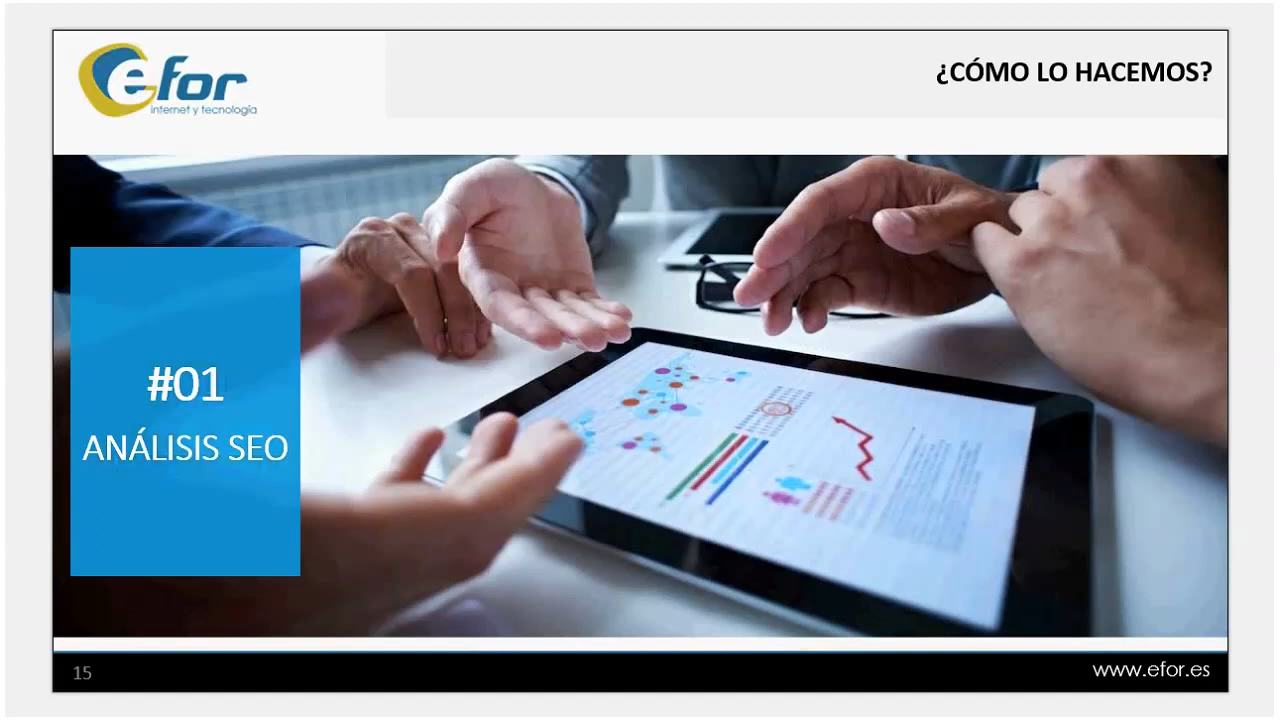 efor
internet y tecnología
¿CÓMO LO HACEMOS?
#01
ANÁLISIS SEO
15
www.efor.es